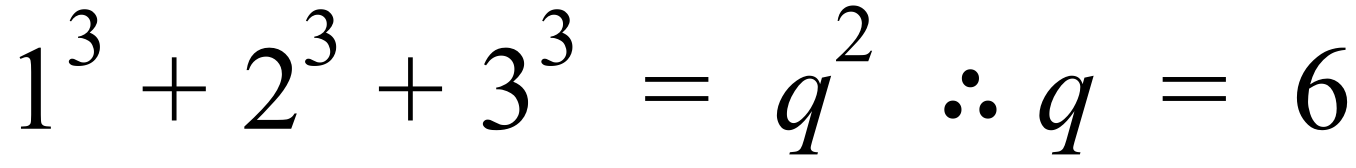 1³ + 2³ + 3³ = q² ∴ q = 6